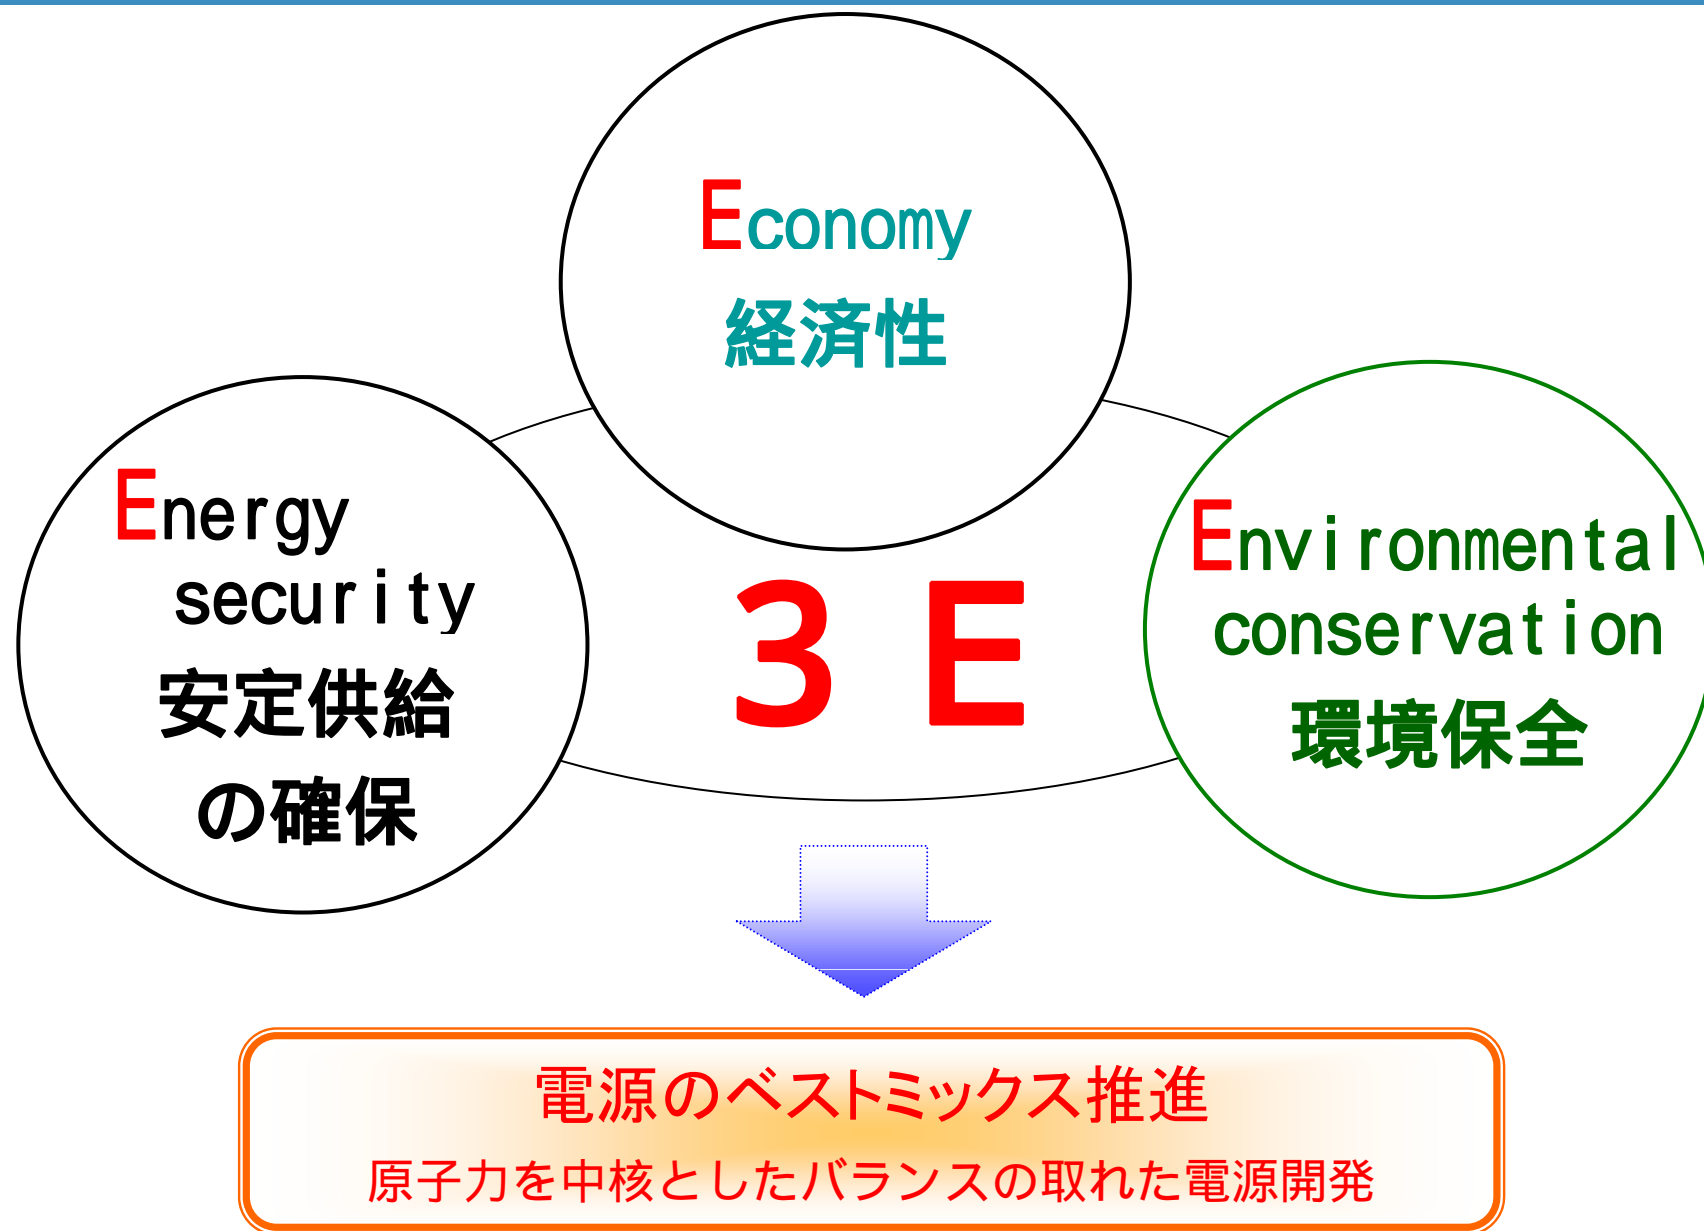 Economy
経済性
Energy
security
安定供給
の確保
3E
Environmental
conservation
環境保全
電源のベストミックス推進
原子力を中核としたバランスの取れた電源開発